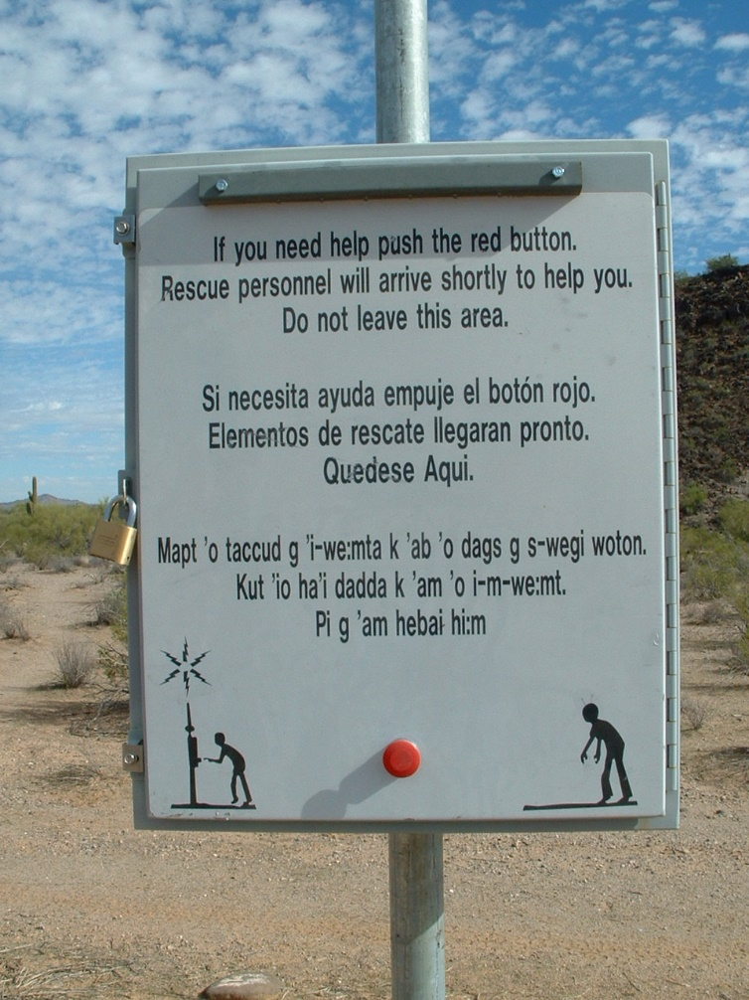 If you need help push the red button.
Rescue personnel will arrive shortly to help you.
Do not leave this area.
Si necesita ayuda empuje el botón rojo.
Elementos de rescate llegaran pronto.
Quedese Aqui.
Mapt 'o taccud g 'i-we:mta k 'ab 'o dags g s-wegi woton.
Kut 'io ha'i dadda k 'am 'o i-m-we:mt.
Pi g 'am hebai hi:m